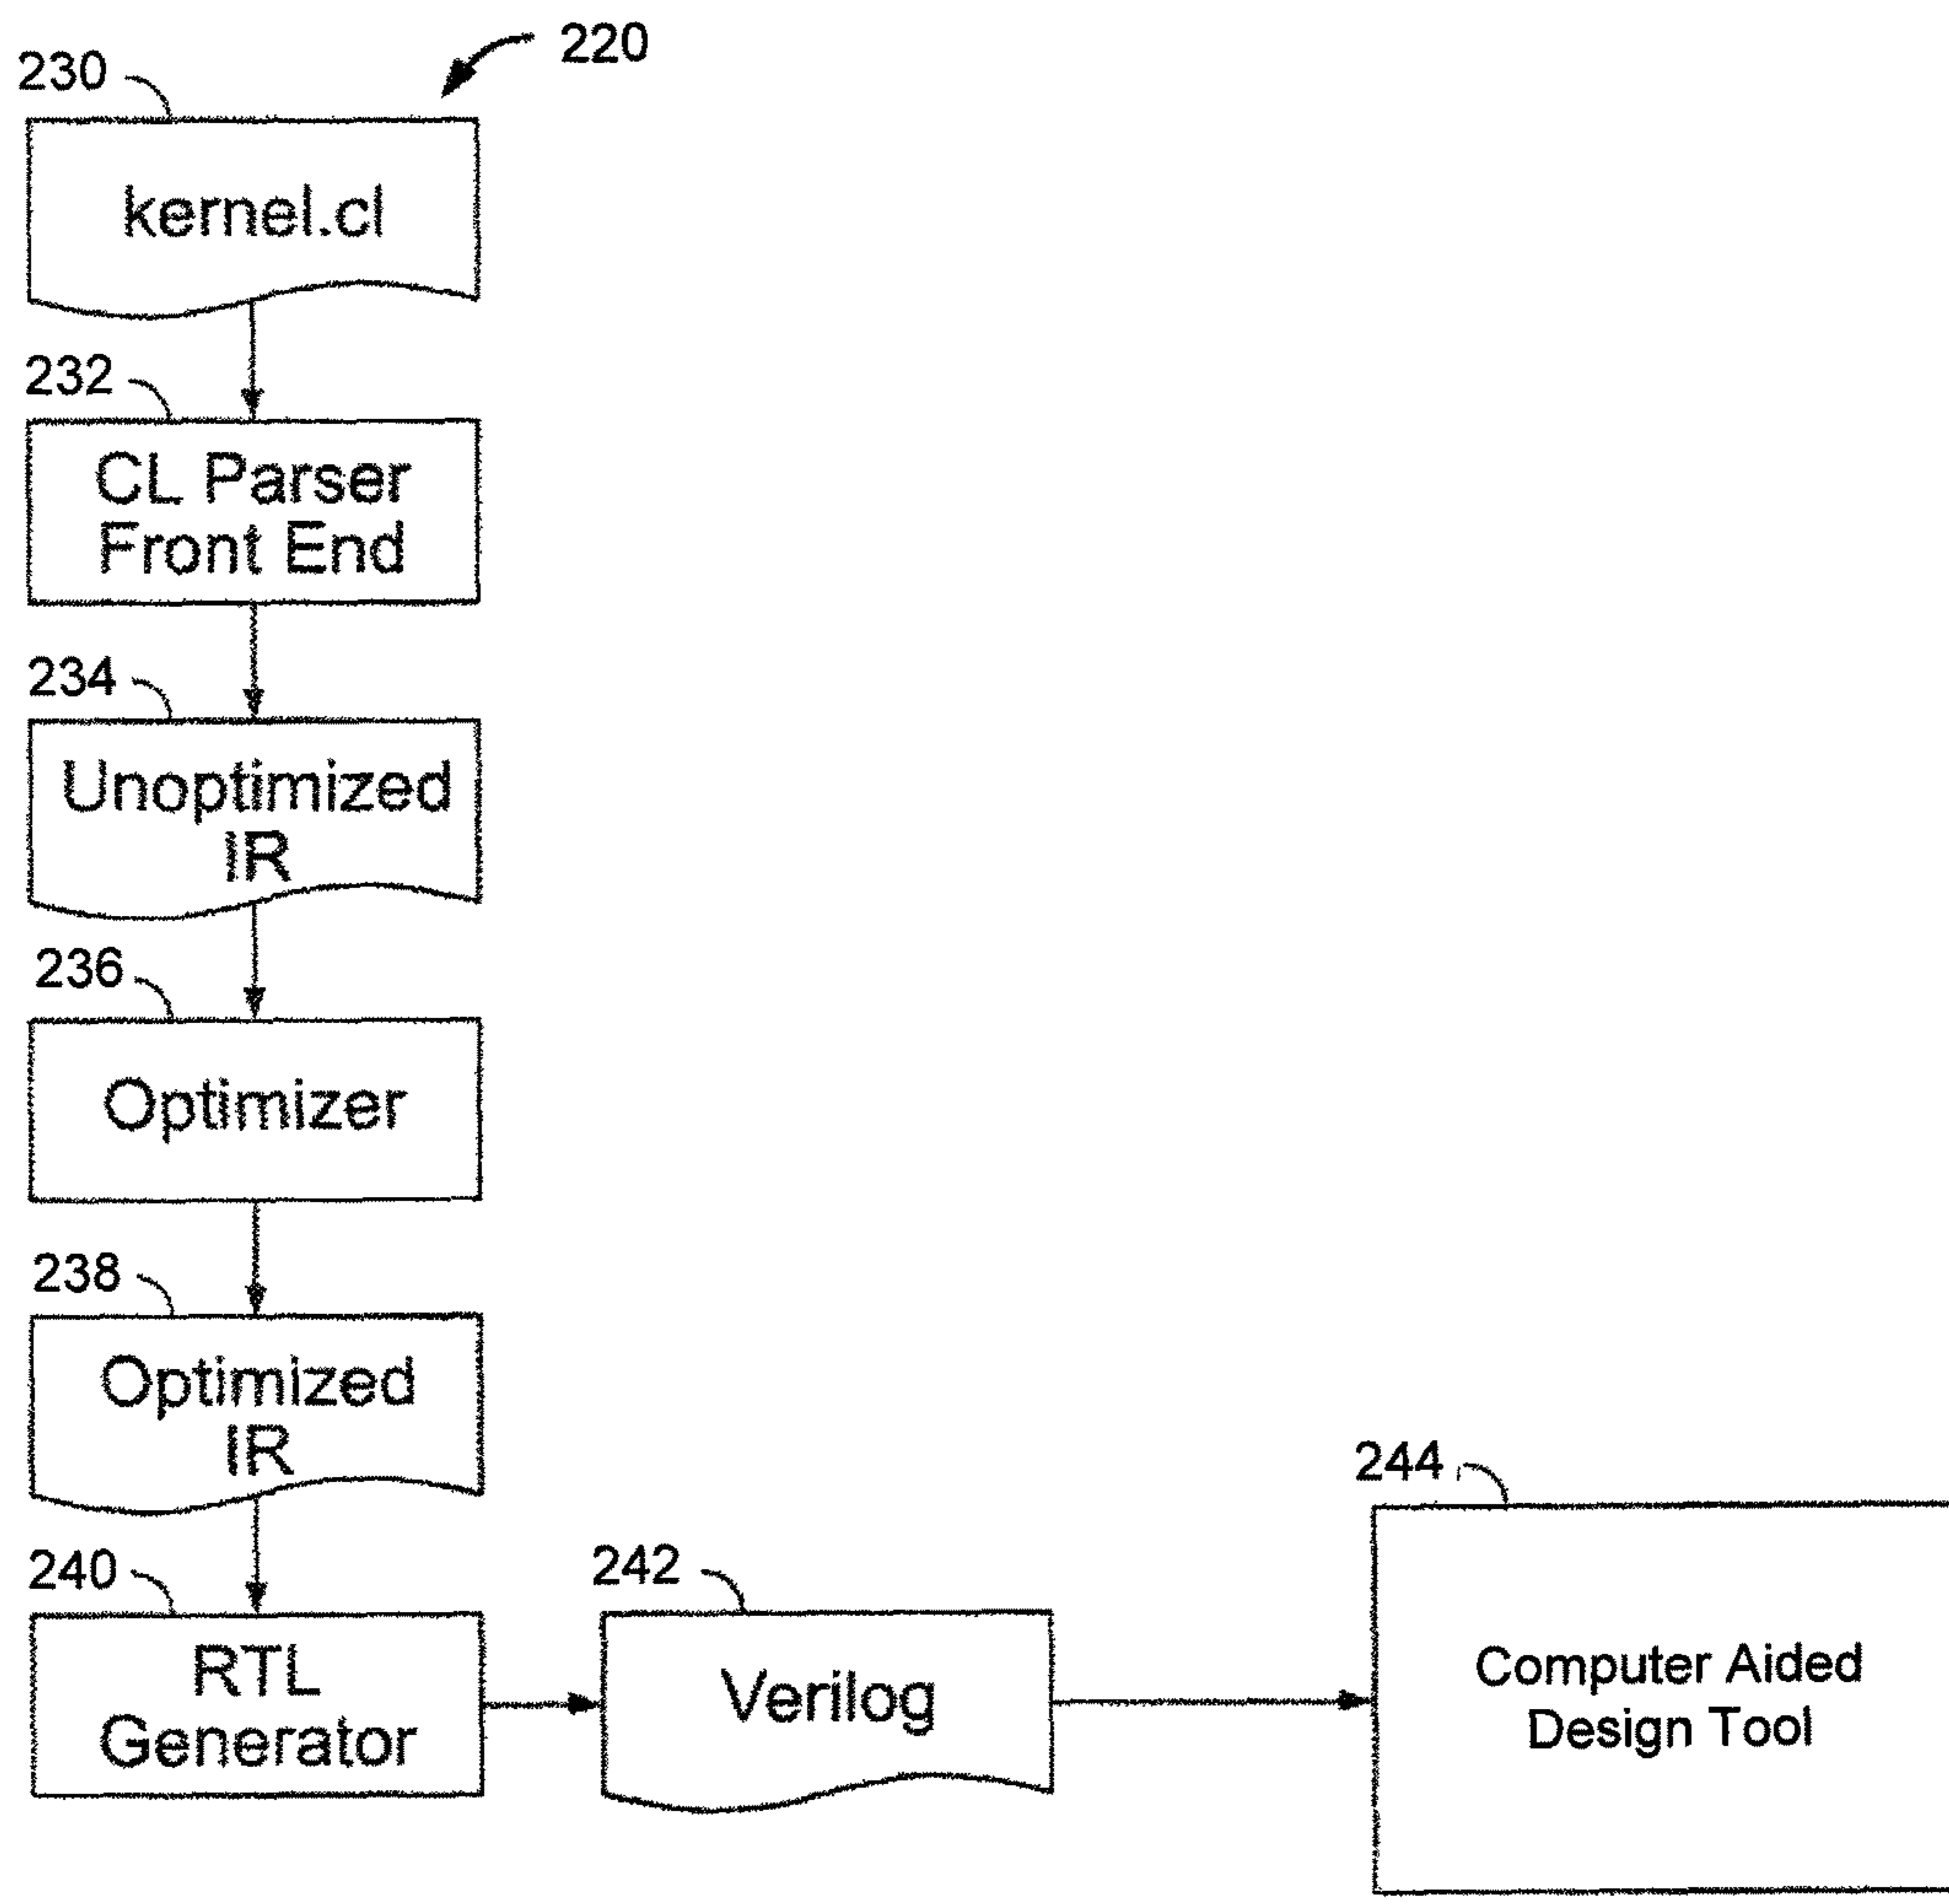 220
230
kernel.cl
232
CL Parser
Front End
234
Unoptimized
IR
236
Optimizer
238
Optimized
IR
240
RTL
Generator
242
Verilog
244
Computer Aided
Design Tool